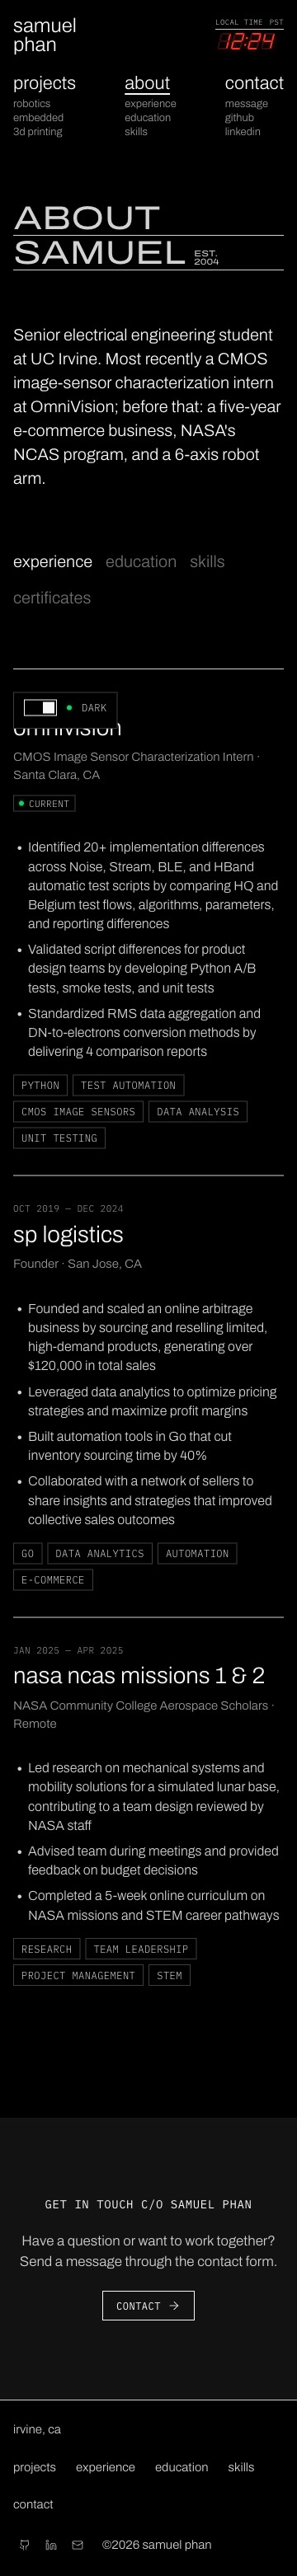 samuel
phan
LOCAL TIME PST
12:24
projects
about
contact
robotics
embedded
3d printing
experience
education
skills
message
github
linkedin
ABOUT
SAMUEL EST. 2004
Senior electrical engineering student
at UC Irvine. Most recently a CMOS
image-sensor characterization intern
at OmniVision; before that: a five-year
e-commerce business, NASA's
NCAS program, and a 6-axis robot
arm.
experience education skills
certificates
DARK
omnivision
CMOS Image Sensor Characterization Intern ·
Santa Clara, CA
CURRENT
• Identified 20+ implementation differences
across Noise, Stream, BLE, and HBand
automatic test scripts by comparing HQ and
Belgium test flows, algorithms, parameters,
and reporting differences
• Validated script differences for product
design teams by developing Python A/B
tests, smoke tests, and unit tests
• Standardized RMS data aggregation and
DN-to-electrons conversion methods by
delivering 4 comparison reports
PYTHON TEST AUTOMATION
CMOS IMAGE SENSORS DATA ANALYSIS
UNIT TESTING
OCT 2019 — DEC 2024
sp logistics
Founder · San Jose, CA
• Founded and scaled an online arbitrage
business by sourcing and reselling limited,
high-demand products, generating over
$120,000 in total sales
• Leveraged data analytics to optimize pricing
strategies and maximize profit margins
• Built automation tools in Go that cut
inventory sourcing time by 40%
• Collaborated with a network of sellers to
share insights and strategies that improved
collective sales outcomes
GO DATA ANALYTICS AUTOMATION
E-COMMERCE
JAN 2025 — APR 2025
nasa ncas missions 1 & 2
NASA Community College Aerospace Scholars ·
Remote
• Led research on mechanical systems and
mobility solutions for a simulated lunar base,
contributing to a team design reviewed by
NASA staff
• Advised team during meetings and provided
feedback on budget decisions
• Completed a 5-week online curriculum on
NASA missions and STEM career pathways
RESEARCH TEAM LEADERSHIP
PROJECT MANAGEMENT STEM
GET IN TOUCH C/O SAMUEL PHAN
Have a question or want to work together?
Send a message through the contact form.
CONTACT →
irvine, ca
projects experience education skills
contact
©2026 samuel phan